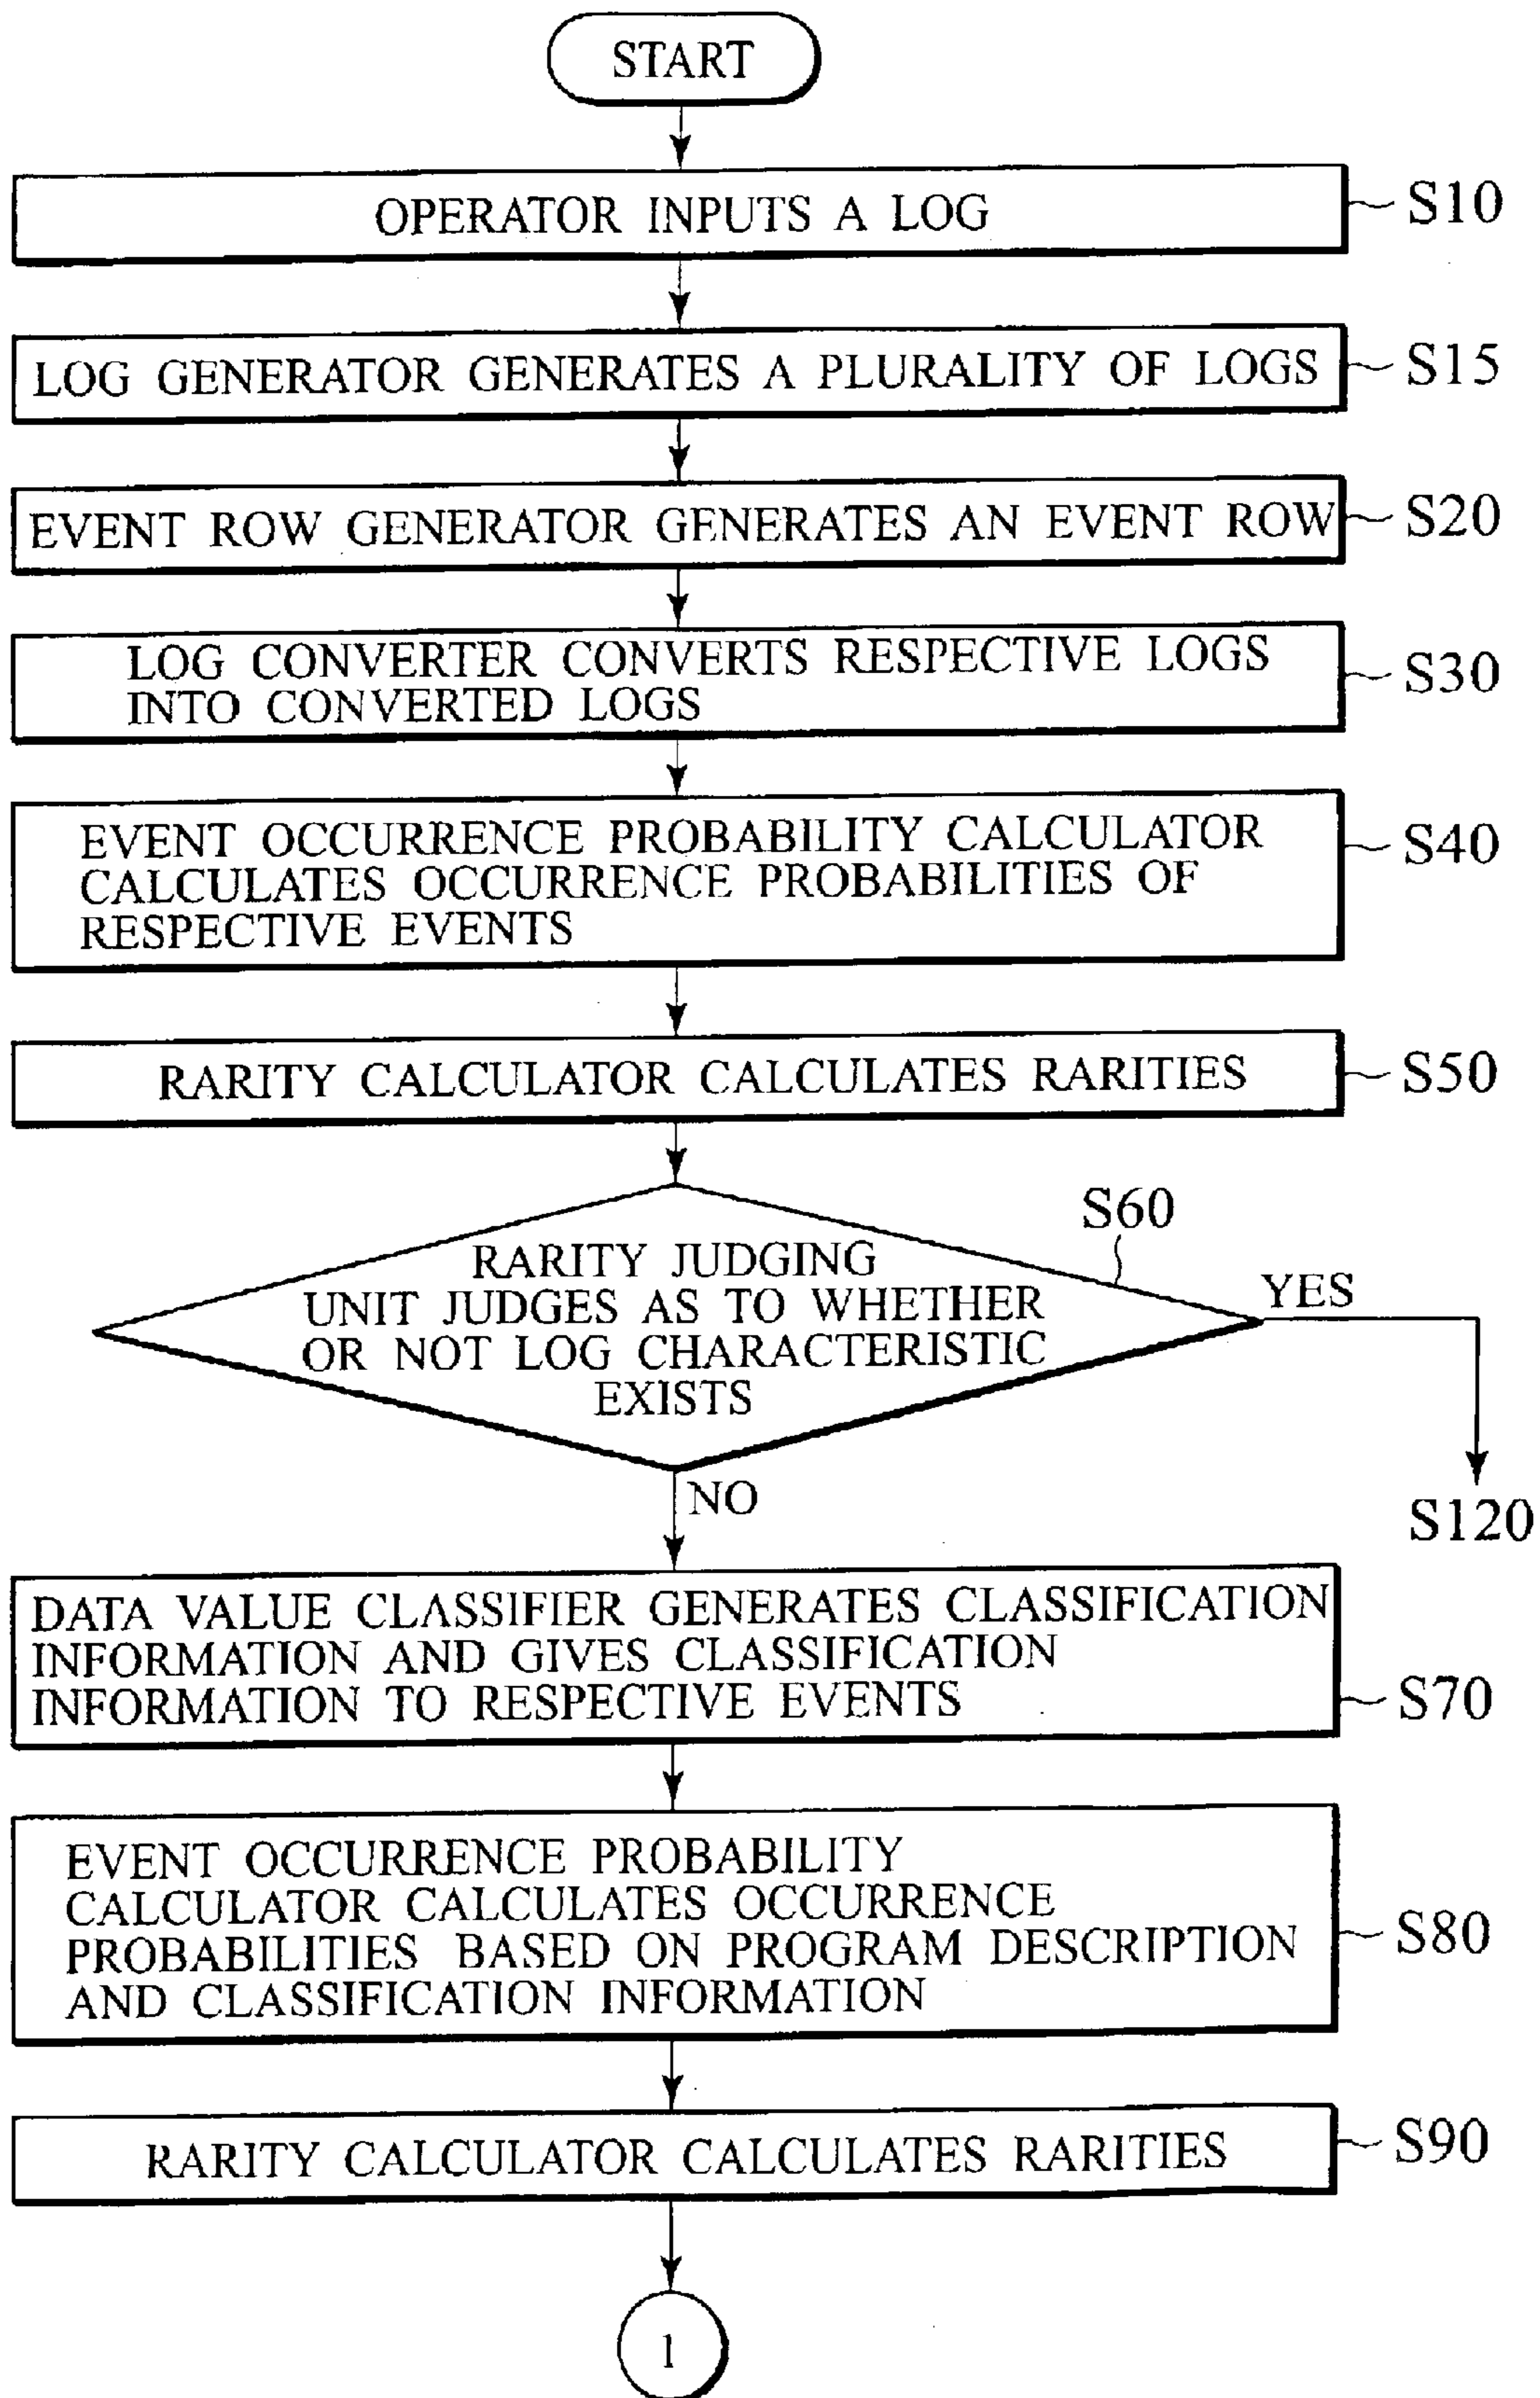 START
OPERATOR INPUTS A LOG
S10
LOG GENERATOR GENERATES A PLURALITY OF LOGS
S15
EVENT ROW GENERATOR GENERATES AN EVENT ROW
S20
LOG CONVERTER CONVERTS RESPECTIVE LOGS
INTO CONVERTED LOGS
S30
EVENT OCCURRENCE PROBABILITY CALCULATOR
CALCULATES OCCURRENCE PROBABILITIES OF
RESPECTIVE EVENTS
S40
RARITY CALCULATOR CALCULATES RARITIES
S50
S60
RARITY JUDGING
UNIT JUDGES AS TO WHETHER
OR NOT LOG CHARACTERISTIC
EXISTS
YES
NO
S120
DATA VALUE CLASSIFIER GENERATES CLASSIFICATION
INFORMATION AND GIVES CLASSIFICATION
INFORMATION TO RESPECTIVE EVENTS
S70
EVENT OCCURRENCE PROBABILITY
CALCULATOR CALCULATES OCCURRENCE
PROBABILITIES BASED ON PROGRAM DESCRIPTION
AND CLASSIFICATION INFORMATION
S80
RARITY CALCULATOR CALCULATES RARITIES
S90
1